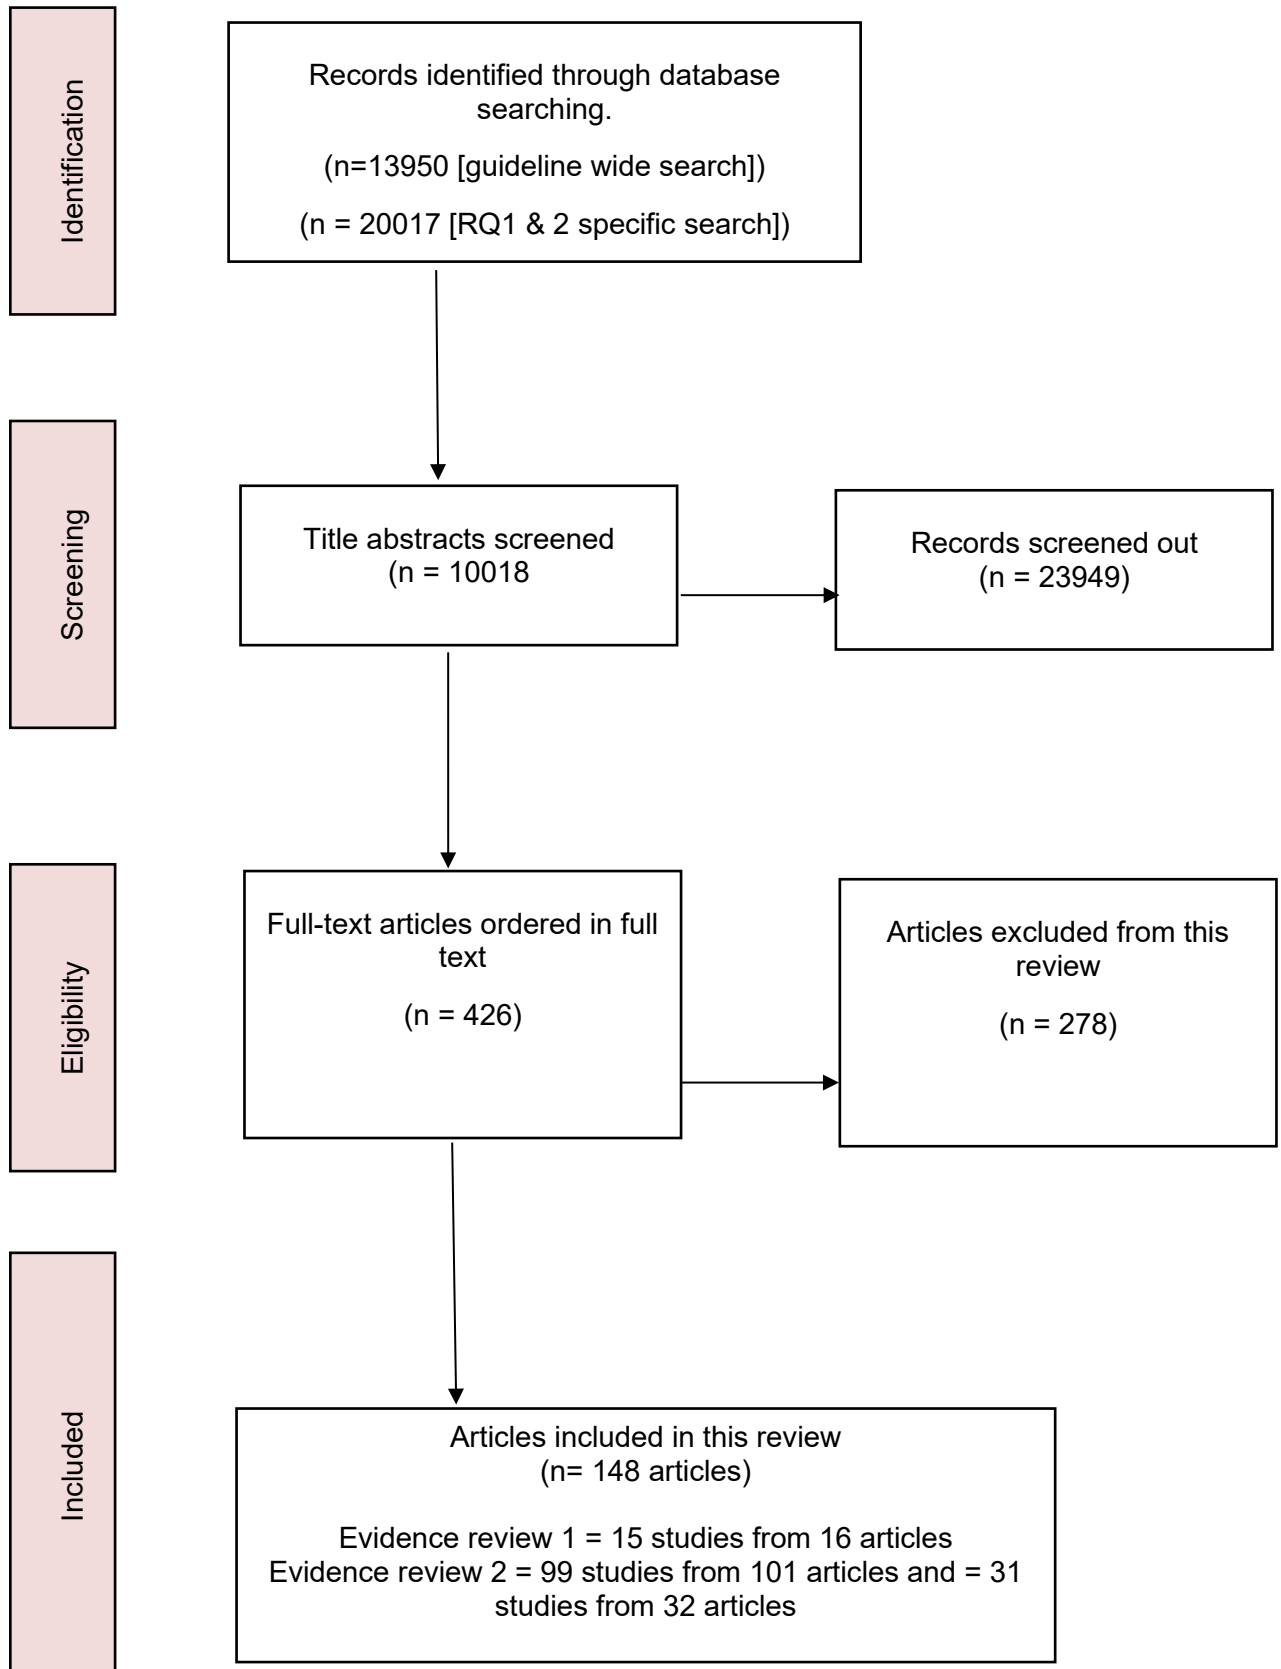 Identification
Records identified through database
searching.
(n=13950 [guideline wide search])
(n = 20017 [RQ1 & 2 specific search])
Screening
Title abstracts screened
(n = 10018
Records screened out
(n = 23949)
Eligibility
Full-text articles ordered in full
text
(n = 426)
Articles excluded from this
review
(n = 278)
Included
Articles included in this review
(n= 148 articles)
Evidence review 1 = 15 studies from 16 articles
Evidence review 2 = 99 studies from 101 articles and = 31
studies from 32 articles